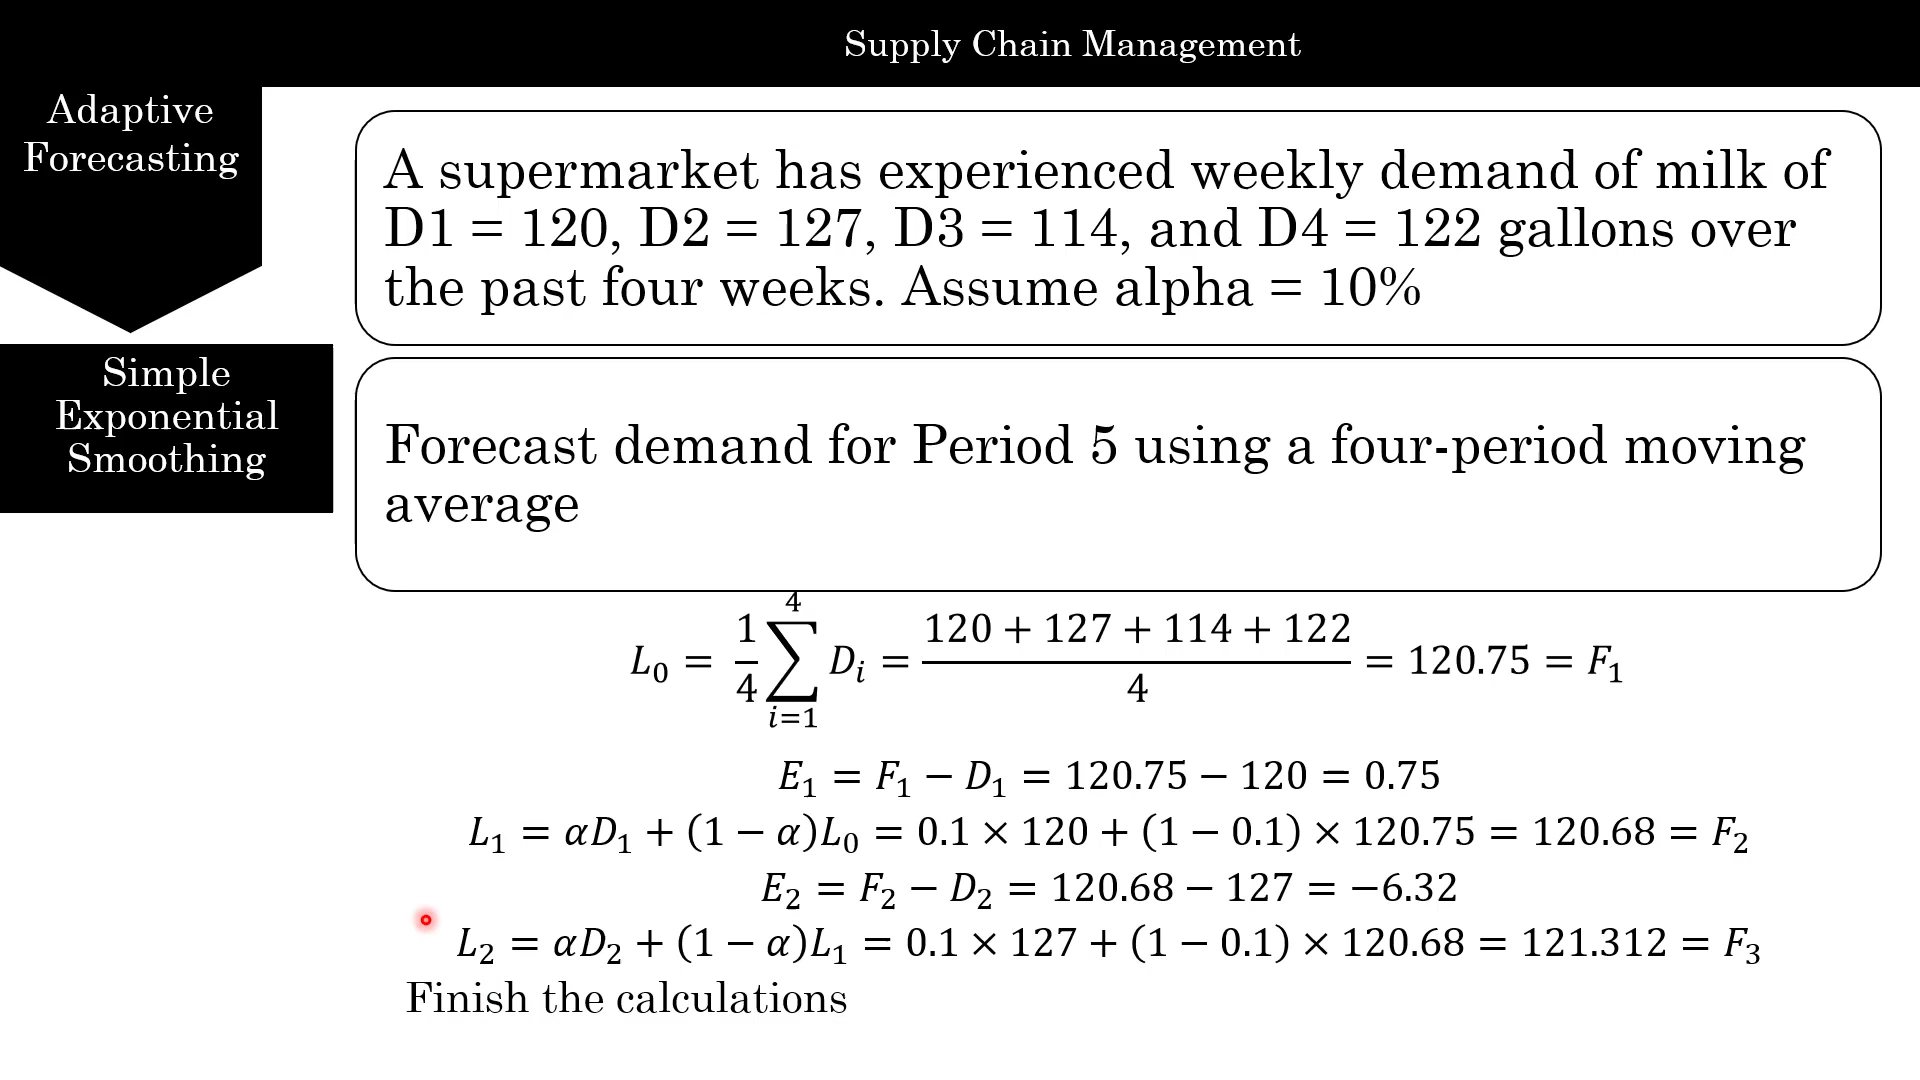 Supply Chain Management
Adaptive
Forecasting
A supermarket has experienced weekly demand of milk of
D1 = 120, D2 = 127, D3 = 114, and D4 = 122 gallons over
the past four weeks. Assume alpha = 10%
Simple
Exponential
Smoothing
Forecast demand for Period 5 using a four-period moving
average
L₀ = 1/4 ∑_{i=1}^{4} Dᵢ = (120 + 127 + 114 + 122)/4 = 120.75 = F₁
E₁ = F₁ − D₁ = 120.75 − 120 = 0.75
L₁ = αD₁ + (1 − α)L₀ = 0.1 × 120 + (1 − 0.1) × 120.75 = 120.68 = F₂
E₂ = F₂ − D₂ = 120.68 − 127 = −6.32
L₂ = αD₂ + (1 − α)L₁ = 0.1 × 127 + (1 − 0.1) × 120.68 = 121.312 = F₃
Finish the calculations